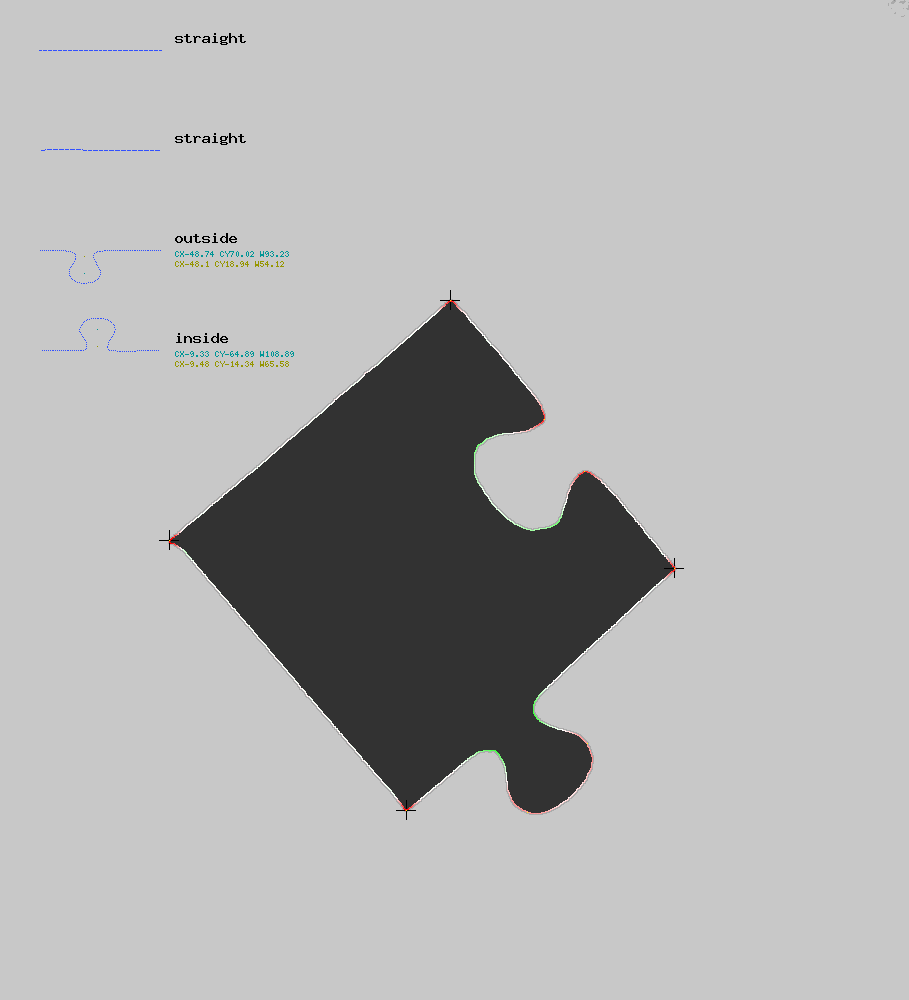 straight
straight
outside
CX-48.74 CY70.02 W93.23
CX-48.1 CY18.94 W54.12
inside
CX-9.33 CY-64.89 W108.89
CX-9.48 CY-14.34 W65.58